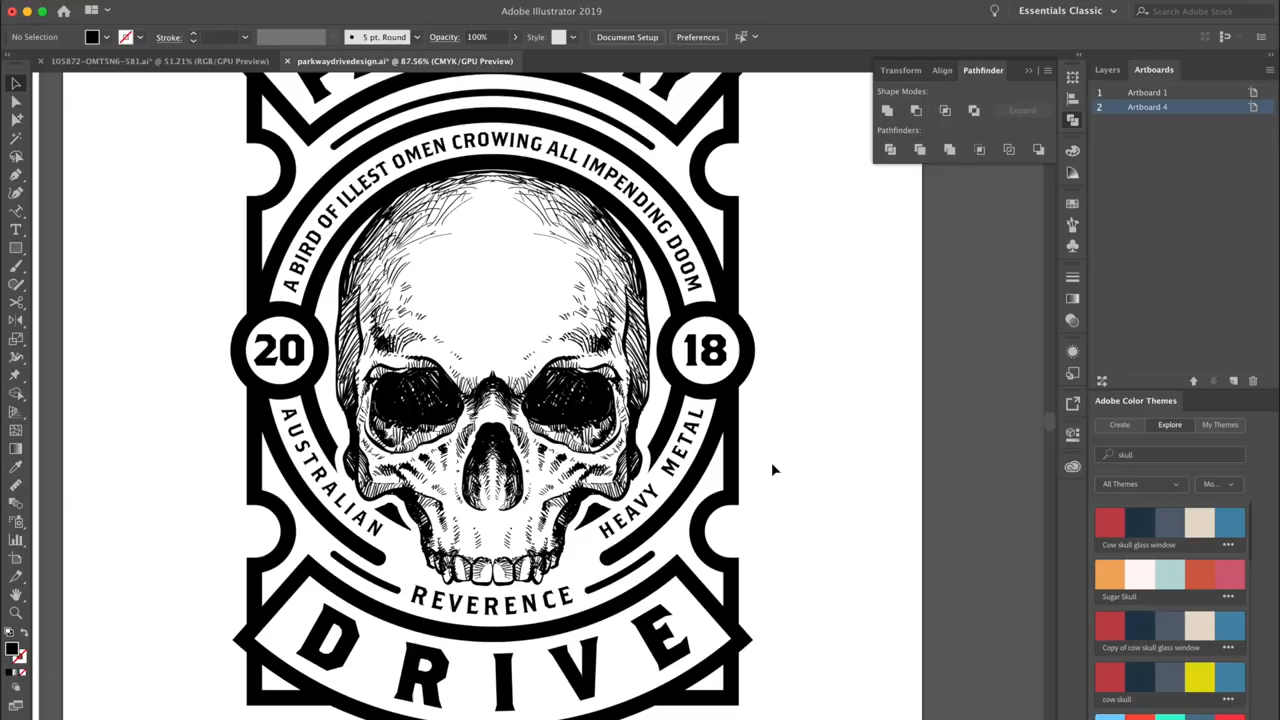 Adobe Illustrator 2019
Essentials Classic
Search Adobe Stock
No Selection
Stroke:
5 pt. Round
Opacity: 100%
Style:
Document Setup
Preferences
105872-OMT5N6-S81.ai* @ 51.21% (RGB/GPU Preview)
parkwaydrivedesign.ai* @ 87.56% (CMYK/GPU Preview)
Transform
Align
Pathfinder
Shape Modes:
Expand
Pathfinders:
Layers
Artboards
1 Artboard 1
2 Artboard 4
A BIRD OF ILLEST OMEN CROWING ALL IMPENDING DOOM
20
18
AUSTRALIAN
HEAVY METAL
REVERENCE
DRIVE
Adobe Color Themes
Create
Explore
My Themes
skull
All Themes
Mo...
Cow skull glass window
Sugar Skull
Copy of cow skull glass window
cow skull